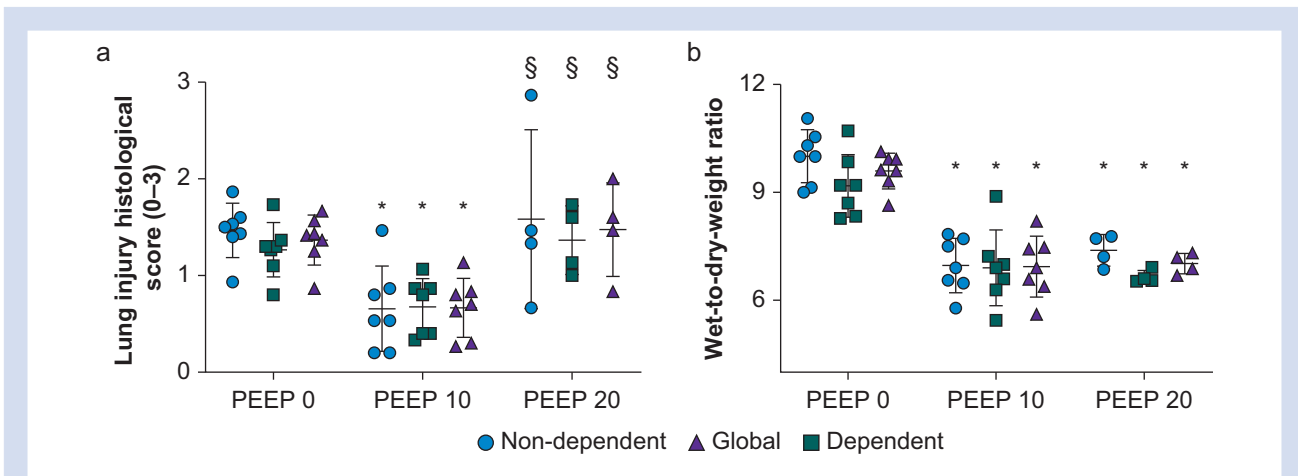 a
Lung injury histological
score (0–3)
3
2
1
0
§ § §
* * *
PEEP 0 PEEP 10 PEEP 20
b
Wet-to-dry-weight ratio
12
9
6
* * * * * *
PEEP 0 PEEP 10 PEEP 20
Non-dependent Global Dependent